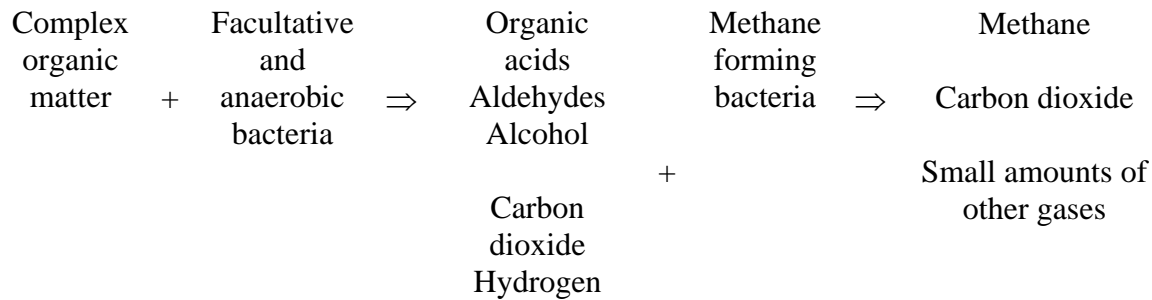 Complex
organic
matter
+
Facultative
and
anaerobic
bacteria
⇒
Organic
acids
Aldehydes
Alcohol
Carbon
dioxide
Hydrogen
+
Methane
forming
bacteria
⇒
Methane
Carbon dioxide
Small amounts of
other gases